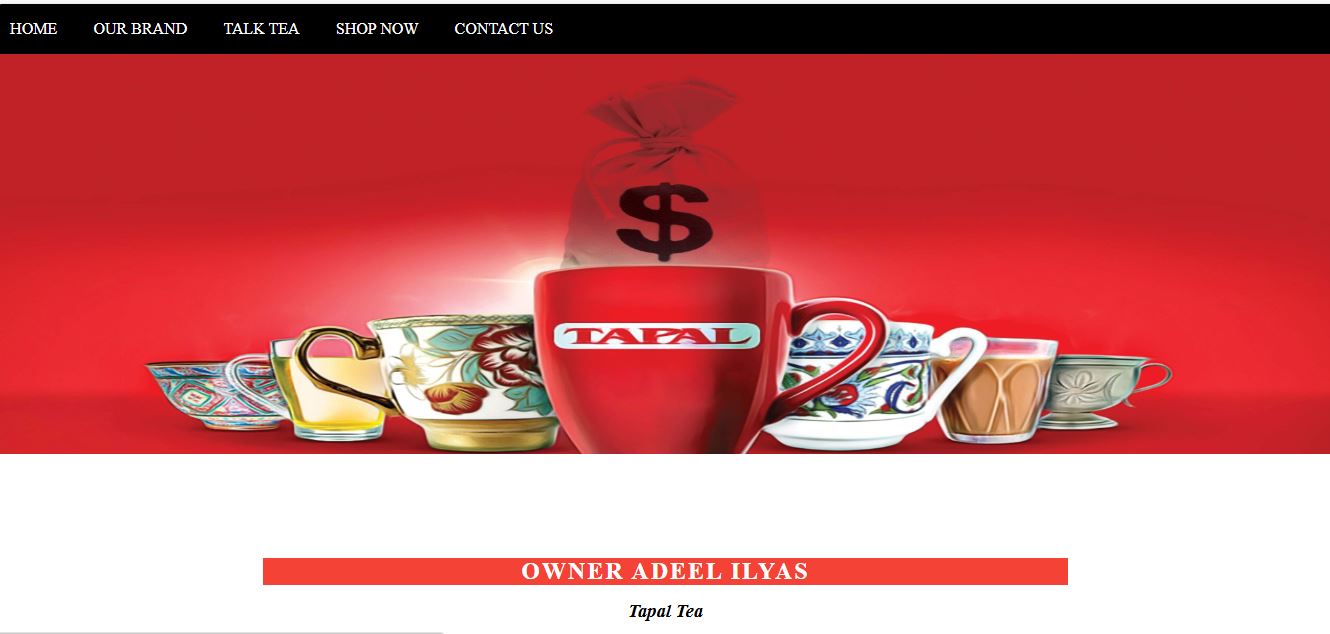 HOME OUR BRAND TALK TEA SHOP NOW CONTACT US
$
TAPAL
OWNER ADEEL ILYAS
Tapal Tea